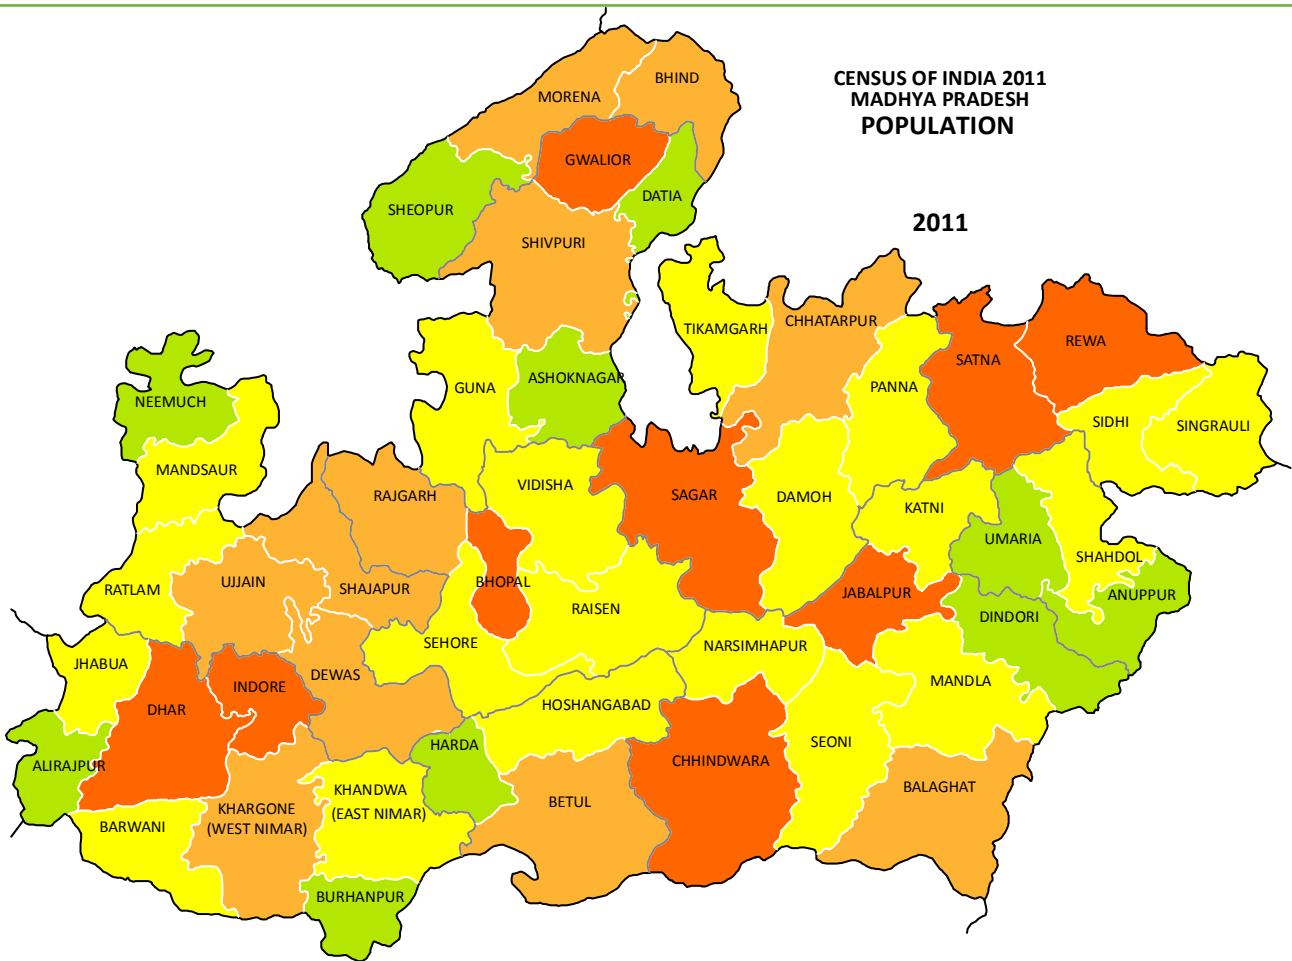 CENSUS OF INDIA 2011
MADHYA PRADESH
POPULATION
2011
BHIND
MORENA
GWALIOR
DATIA
SHEOPUR
SHIVPURI
TIKAMGARH
CHHATARPUR
REWA
SATNA
PANNA
GUNA
ASHOKNAGAR
NEEMUCH
SIDHI
SINGRAULI
MANDSAUR
VIDISHA
RAJGARH
SAGAR
DAMOH
KATNI
UMARIA
SHAHDOL
UJJAIN
SHAJAPUR
BHOPAL
RATLAM
RAISEN
JABALPUR
ANUPPUR
DINDORI
SEHORE
NARSIMHAPUR
JHABUA
DEWAS
INDORE
MANDLA
DHAR
HOSHANGABAD
HARDA
SEONI
CHHINDWARA
ALIRAJPUR
BALAGHAT
KHANDWA
(EAST NIMAR)
BETUL
KHARGONE
(WEST NIMAR)
BARWANI
BURHANPUR